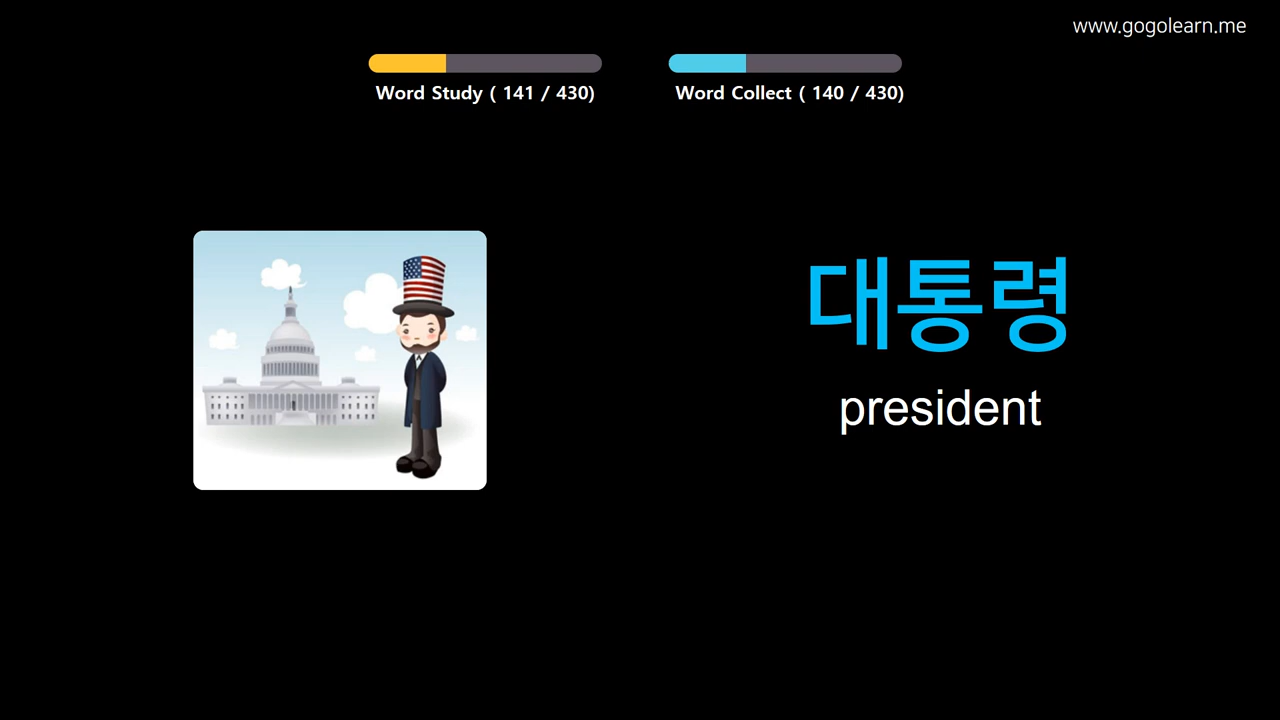 www.gogolearn.me
Word Study ( 141 / 430)
Word Collect ( 140 / 430)
대통령
president